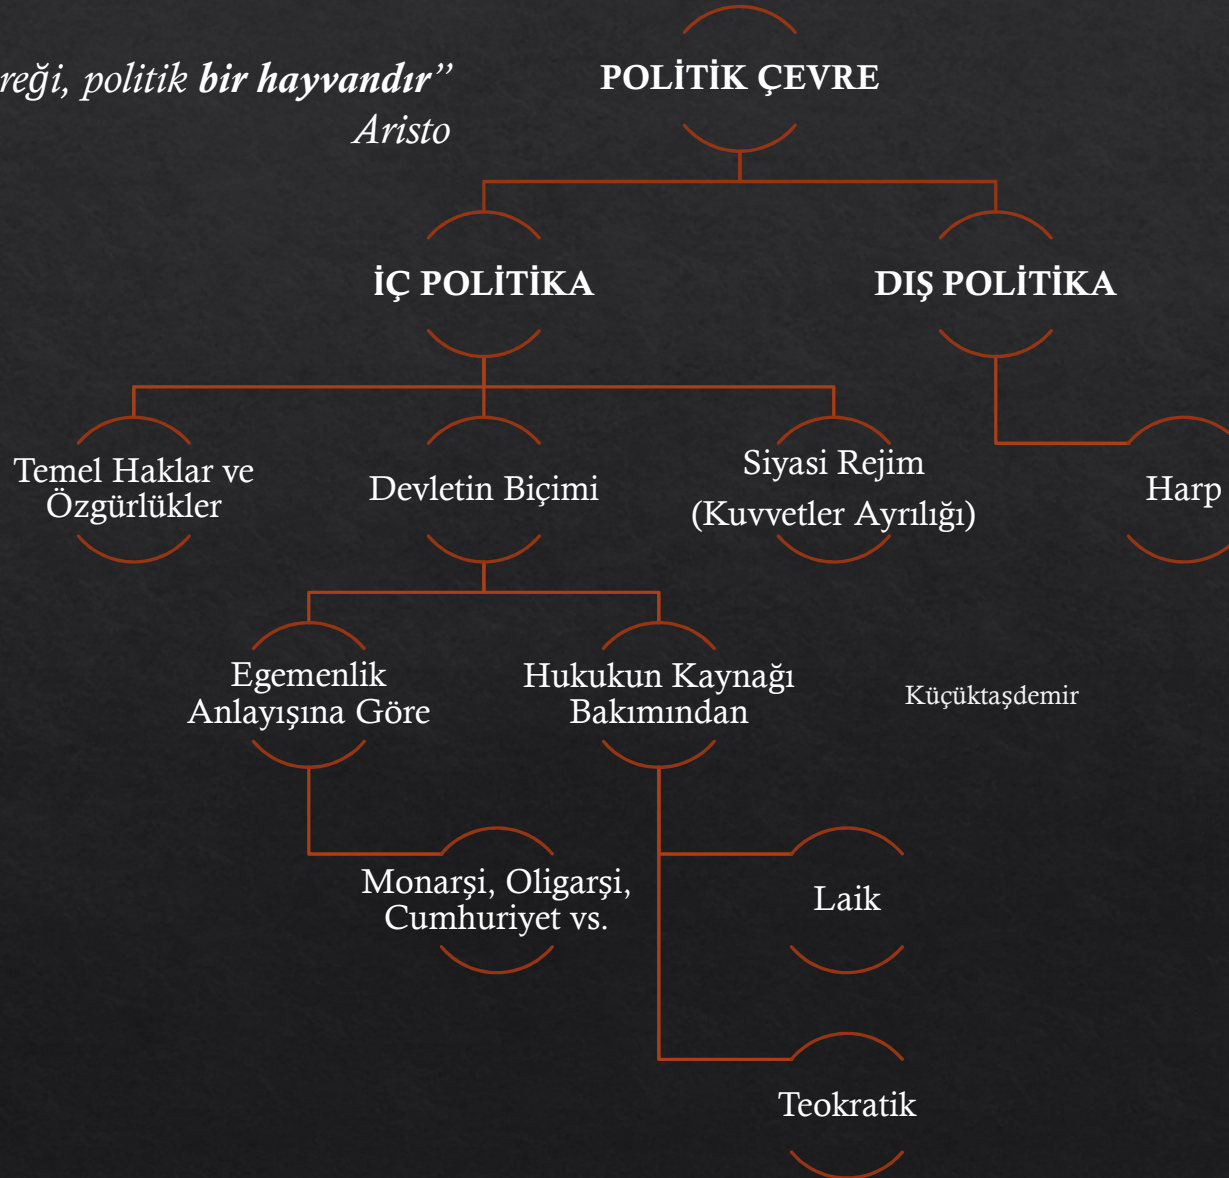 politik bir hayvandır”
Aristo
POLİTİK ÇEVRE
İÇ POLİTİKA
DIŞ POLİTİKA
Temel Haklar ve
Özgürlükler
Devletin Biçimi
Siyasi Rejim
(Kuvvetler Ayrılığı)
Harp
Egemenlik
Anlayışına Göre
Hukukun Kaynağı
Bakımından
Küçüktaşdemir
Monarşi, Oligarşi,
Cumhuriyet vs.
Laik
Teokratik